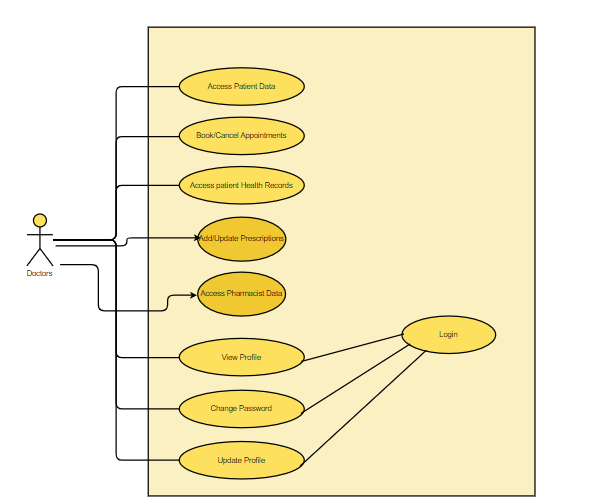 Access Patient Data
Book/Cancel Appointments
Access patient Health Records
Add/Update Prescriptions
Doctors
Access Pharmacist Data
Login
View Profile
Change Password
Update Profile